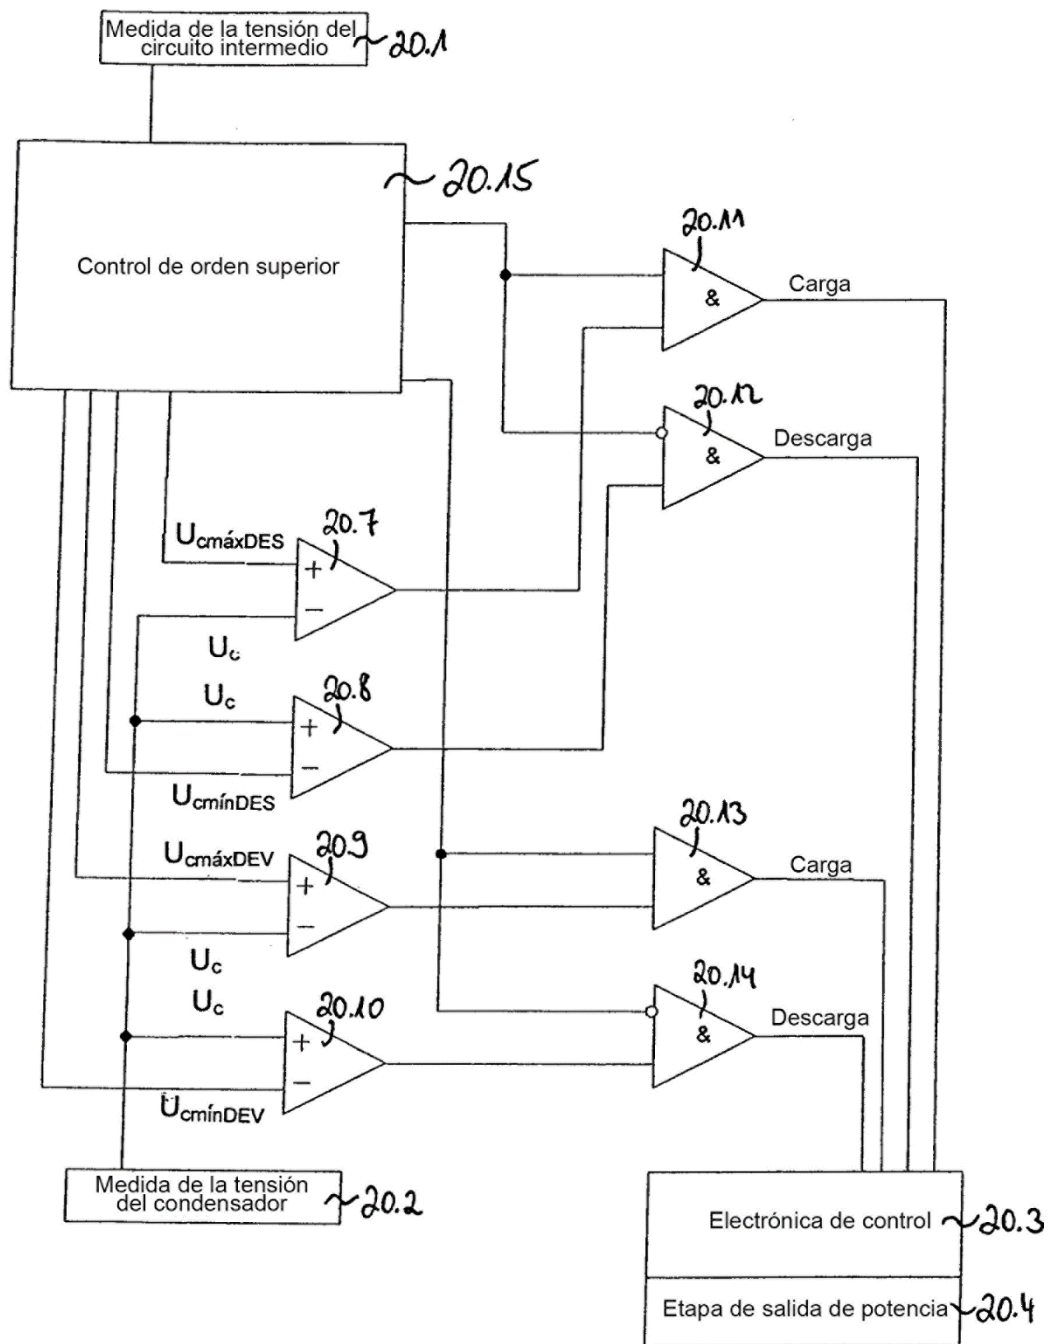 Medida de la tensión del
circuito intermedio
20.1
20.15
Control de orden superior
20.11
&
Carga
20.12
&
Descarga
UcmáxDES
20.7
+
−
Uc
Uc
20.8
+
−
UcmínDES
UcmáxDEV
20.9
+
−
Uc
20.13
&
Carga
Uc
20.10
+
−
UcmínDEV
20.14
&
Descarga
Medida de la tensión
del condensador
20.2
Electrónica de control
20.3
Etapa de salida de potencia
20.4